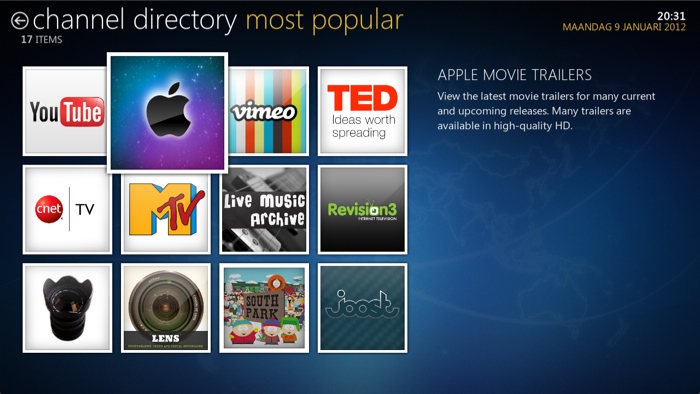 channel directory most popular
17 ITEMS
20:31
MAANDAG 9 JANUARI 2012
YouTube
vimeo
TED
Ideas worth
spreading
APPLE MOVIE TRAILERS
View the latest movie trailers for many current
and upcoming releases. Many trailers are
available in high-quality HD.
cnet TV
MTV
Live Music
Archive
Revision3
INTERNET TELEVISION
LENS
SOUTH
PARK
joost